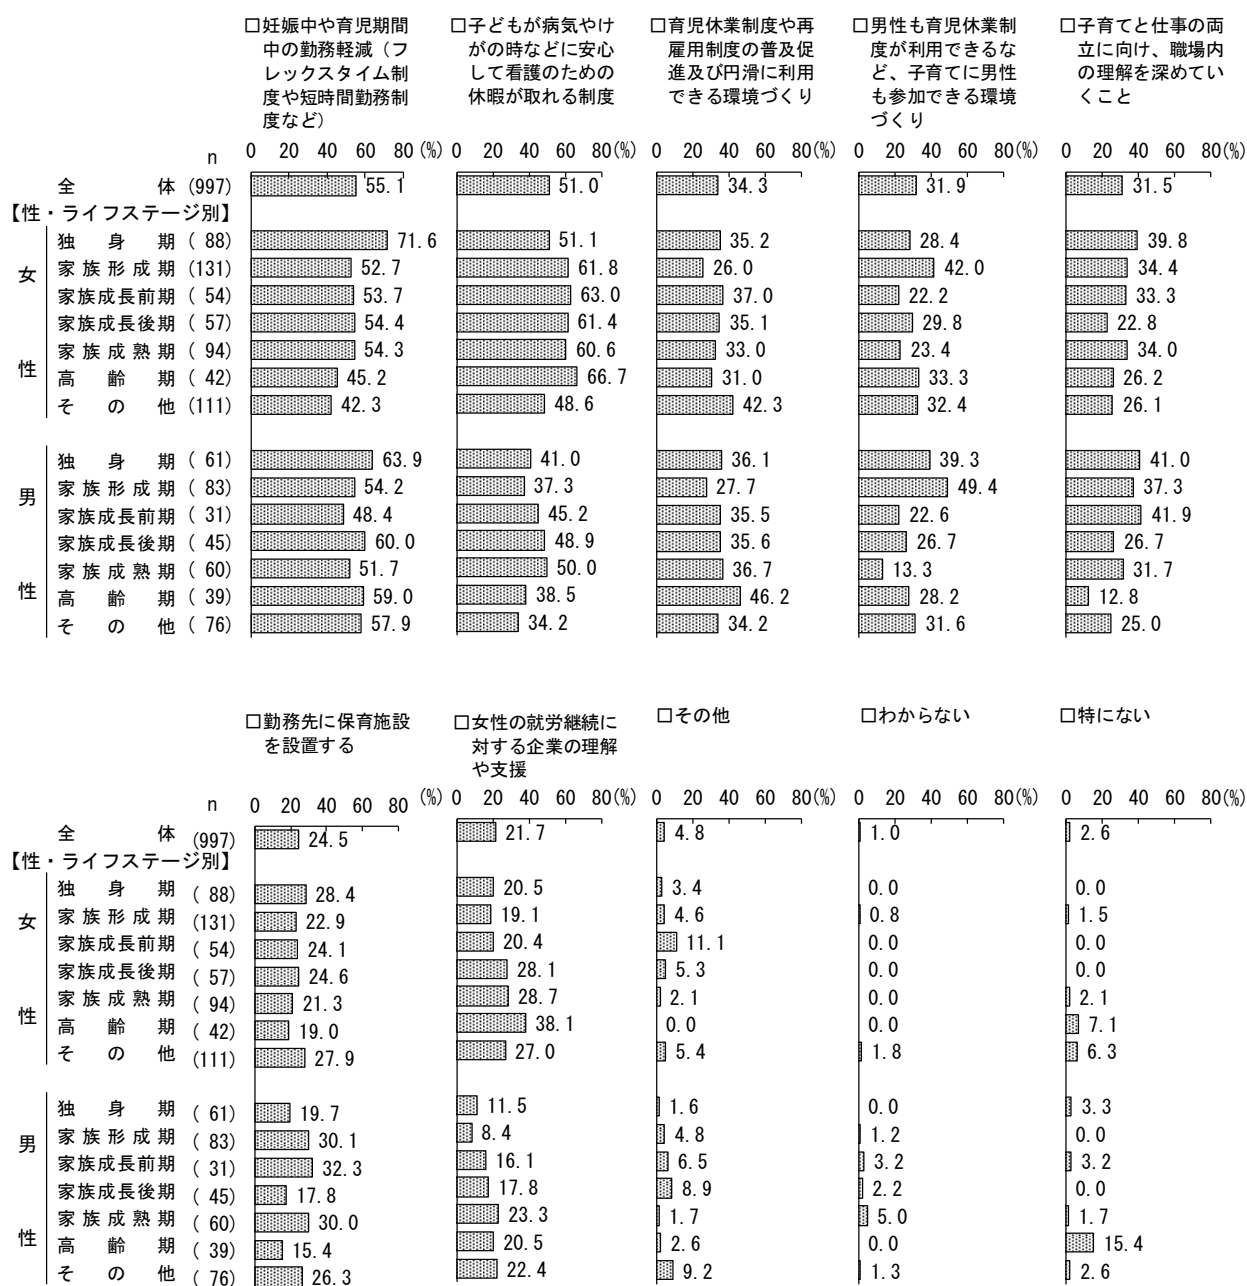 □妊娠中や育児期間
中の勤務軽減（フ
レックスタイム制
度や短時間勤務制
度など）
□子どもが病気やけ
がの時などに安心
して看護のための
休暇が取れる制度
□育児休業制度や再
雇用制度の普及促
進及び円滑に利用
できる環境づくり
□男性も育児休業制
度が利用できるな
ど、子育てに男性
も参加できる環境
づくり
□子育てと仕事の両
立に向け、職場内
の理解を深めてい
くこと
n 0 20 40 60 80(%) 0 20 40 60 80(%) 0 20 40 60 80(%) 0 20 40 60 80(%) 0 20 40 60 80(%)
全体 (997) 55.1 51.0 34.3 31.9 31.5
【性・ライフステージ別】
女性
独身期 ( 88) 71.6 51.1 35.2 28.4 39.8
家族形成期 (131) 52.7 61.8 26.0 42.0 34.4
家族成長前期 ( 54) 53.7 63.0 37.0 22.2 33.3
家族成長後期 ( 57) 54.4 61.4 35.1 29.8 22.8
家族成熟期 ( 94) 54.3 60.6 33.0 23.4 34.0
高齢期 ( 42) 45.2 66.7 31.0 33.3 26.2
その他 (111) 42.3 48.6 42.3 32.4 26.1
男性
独身期 ( 61) 63.9 41.0 36.1 39.3 41.0
家族形成期 ( 83) 54.2 37.3 27.7 49.4 37.3
家族成長前期 ( 31) 48.4 45.2 35.5 22.6 41.9
家族成長後期 ( 45) 60.0 48.9 35.6 26.7 26.7
家族成熟期 ( 60) 51.7 50.0 36.7 13.3 31.7
高齢期 ( 39) 59.0 38.5 46.2 28.2 12.8
その他 ( 76) 57.9 34.2 34.2 31.6 25.0
□勤務先に保育施設
を設置する
□女性の就労継続に
対する企業の理解
や支援
□その他
□わからない
□特にない
n 0 20 40 60 80(%) 0 20 40 60 80(%) 0 20 40 60 80(%) 0 20 40 60 80(%) 0 20 40 60 80(%)
全体 (997) 24.5 21.7 4.8 1.0 2.6
【性・ライフステージ別】
女性
独身期 ( 88) 28.4 20.5 3.4 0.0 0.0
家族形成期 (131) 22.9 19.1 4.6 0.8 1.5
家族成長前期 ( 54) 24.1 20.4 11.1 0.0 0.0
家族成長後期 ( 57) 24.6 28.1 5.3 0.0 0.0
家族成熟期 ( 94) 21.3 28.7 2.1 0.0 2.1
高齢期 ( 42) 19.0 38.1 0.0 0.0 7.1
その他 (111) 27.9 27.0 5.4 1.8 6.3
男性
独身期 ( 61) 19.7 11.5 1.6 0.0 3.3
家族形成期 ( 83) 30.1 8.4 4.8 1.2 0.0
家族成長前期 ( 31) 32.3 16.1 6.5 3.2 3.2
家族成長後期 ( 45) 17.8 17.8 8.9 2.2 0.0
家族成熟期 ( 60) 30.0 23.3 1.7 5.0 1.7
高齢期 ( 39) 15.4 20.5 2.6 0.0 15.4
その他 ( 76) 26.3 22.4 9.2 1.3 2.6